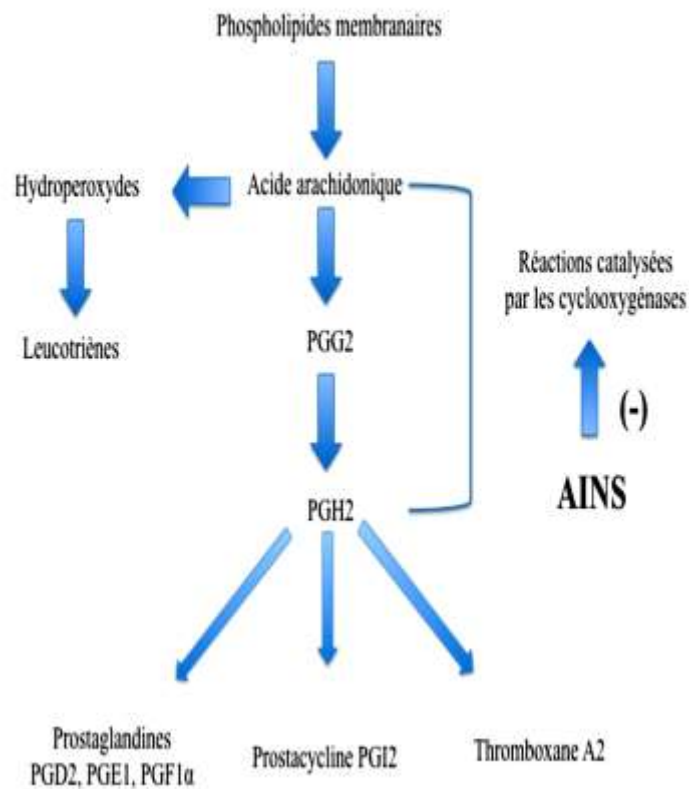 Phospholipides membranaires
Hydroperoxydes
Acide arachidonique
Réactions catalysées
par les cyclooxygénases
Leucotriènes
PGG2
(-)
AINS
PGH2
Prostaglandines
PGD2, PGE1, PGF1α
Prostacycline PGI2
Thromboxane A2